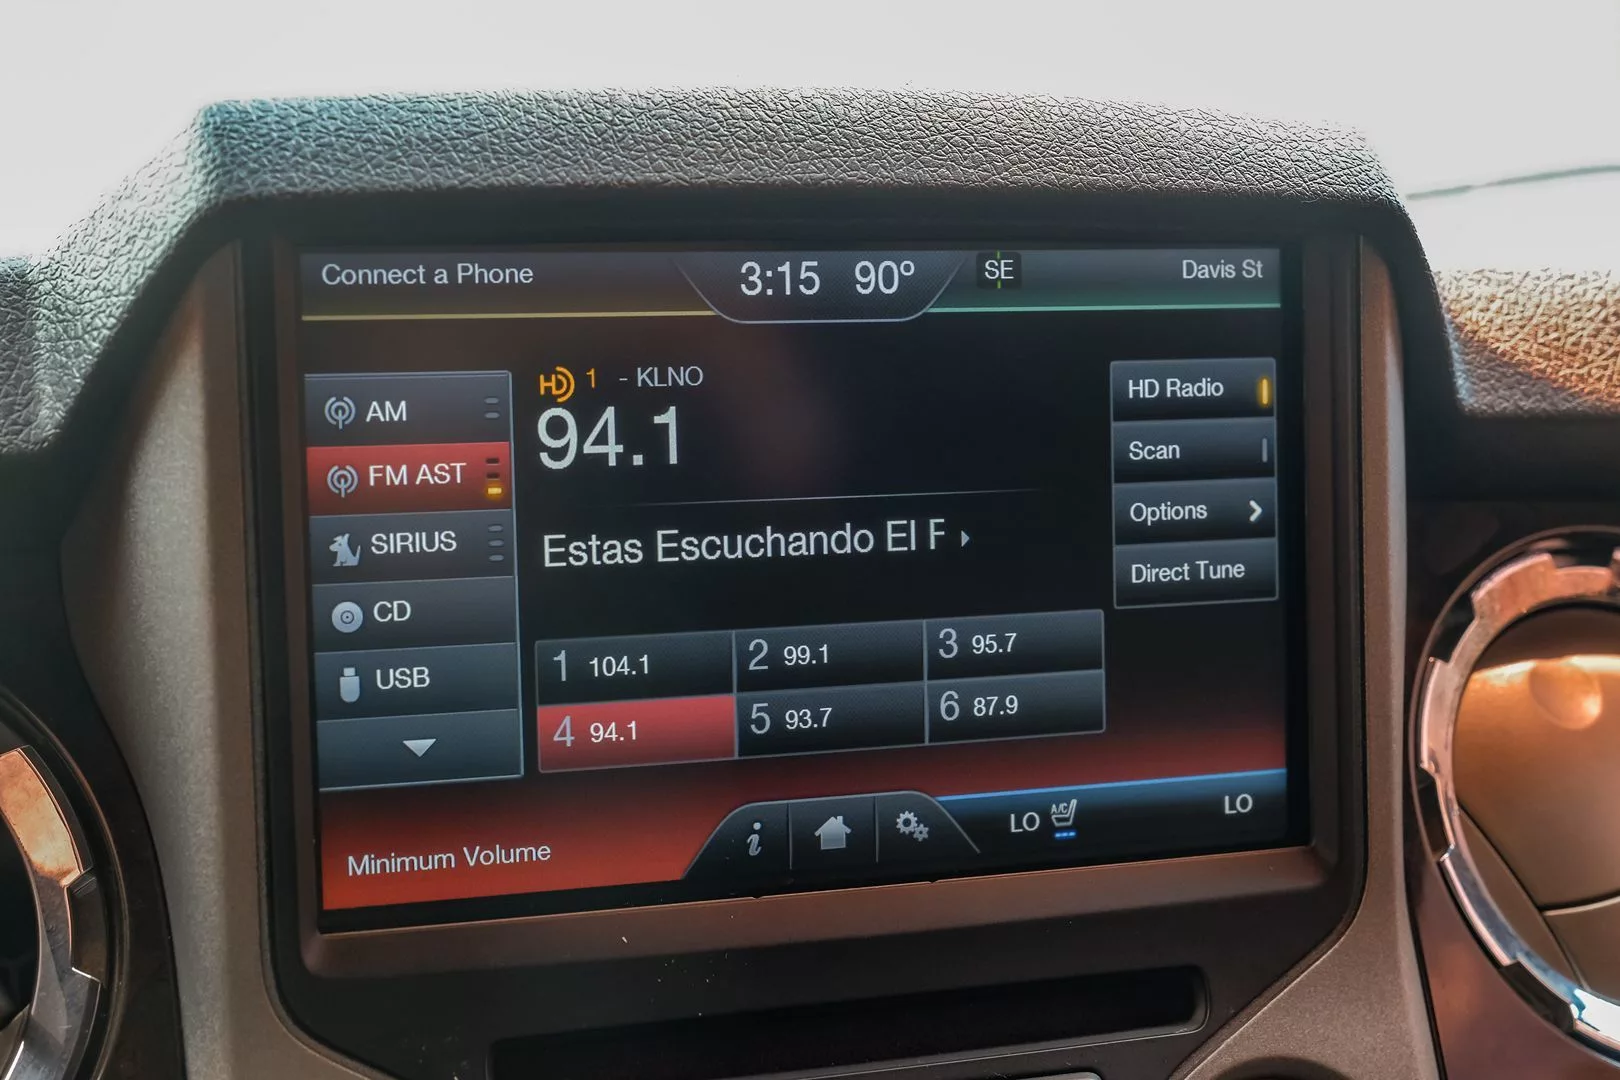 Connect a Phone
3:15 90º
SE
Davis St
HD 1 - KLNO
94.1
Estas Escuchando El F
AM
FM AST
SIRIUS
CD
USB
HD Radio
Scan
Options
Direct Tune
1 104.1
2 99.1
3 95.7
4 94.1
5 93.7
6 87.9
Minimum Volume
i
LO
A/C
LO